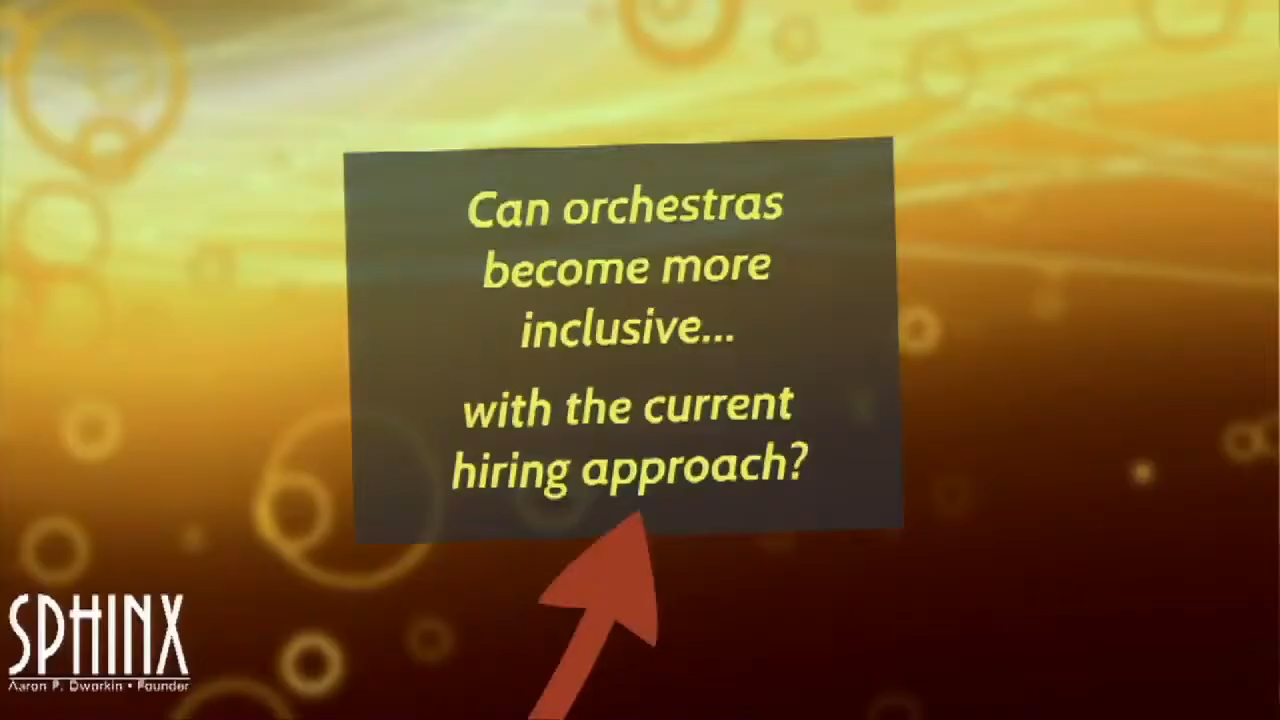 Can orchestras
become more
inclusive...
with the current
hiring approach?
SPHINX
Aaron P. Dworkin • Founder